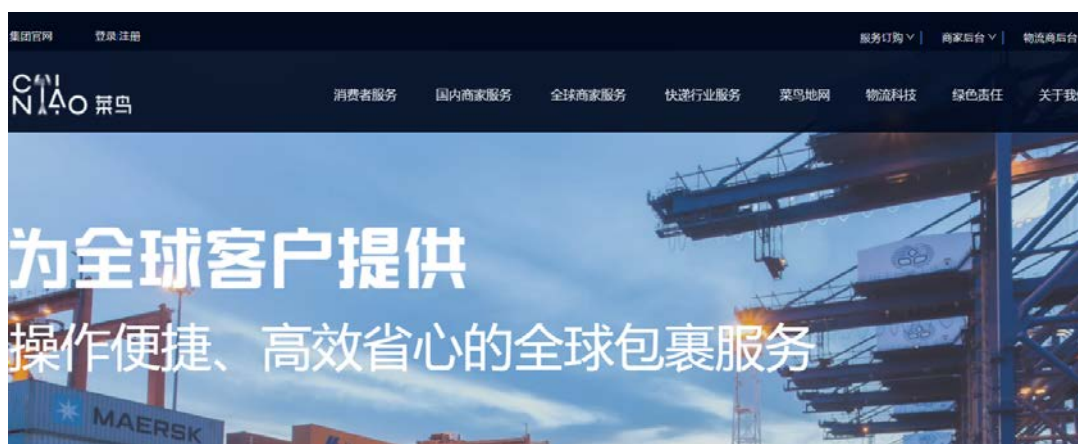 集团官网 登录 注册 服务订购 商家后台 物流商后台
CAI
NIAO 菜鸟 消费者服务 国内商家服务 全球商家服务 快递行业服务 菜鸟地网 物流科技 绿色责任 关于我
为全球客户提供
操作便捷、高效省心的全球包裹服务
MAERSK